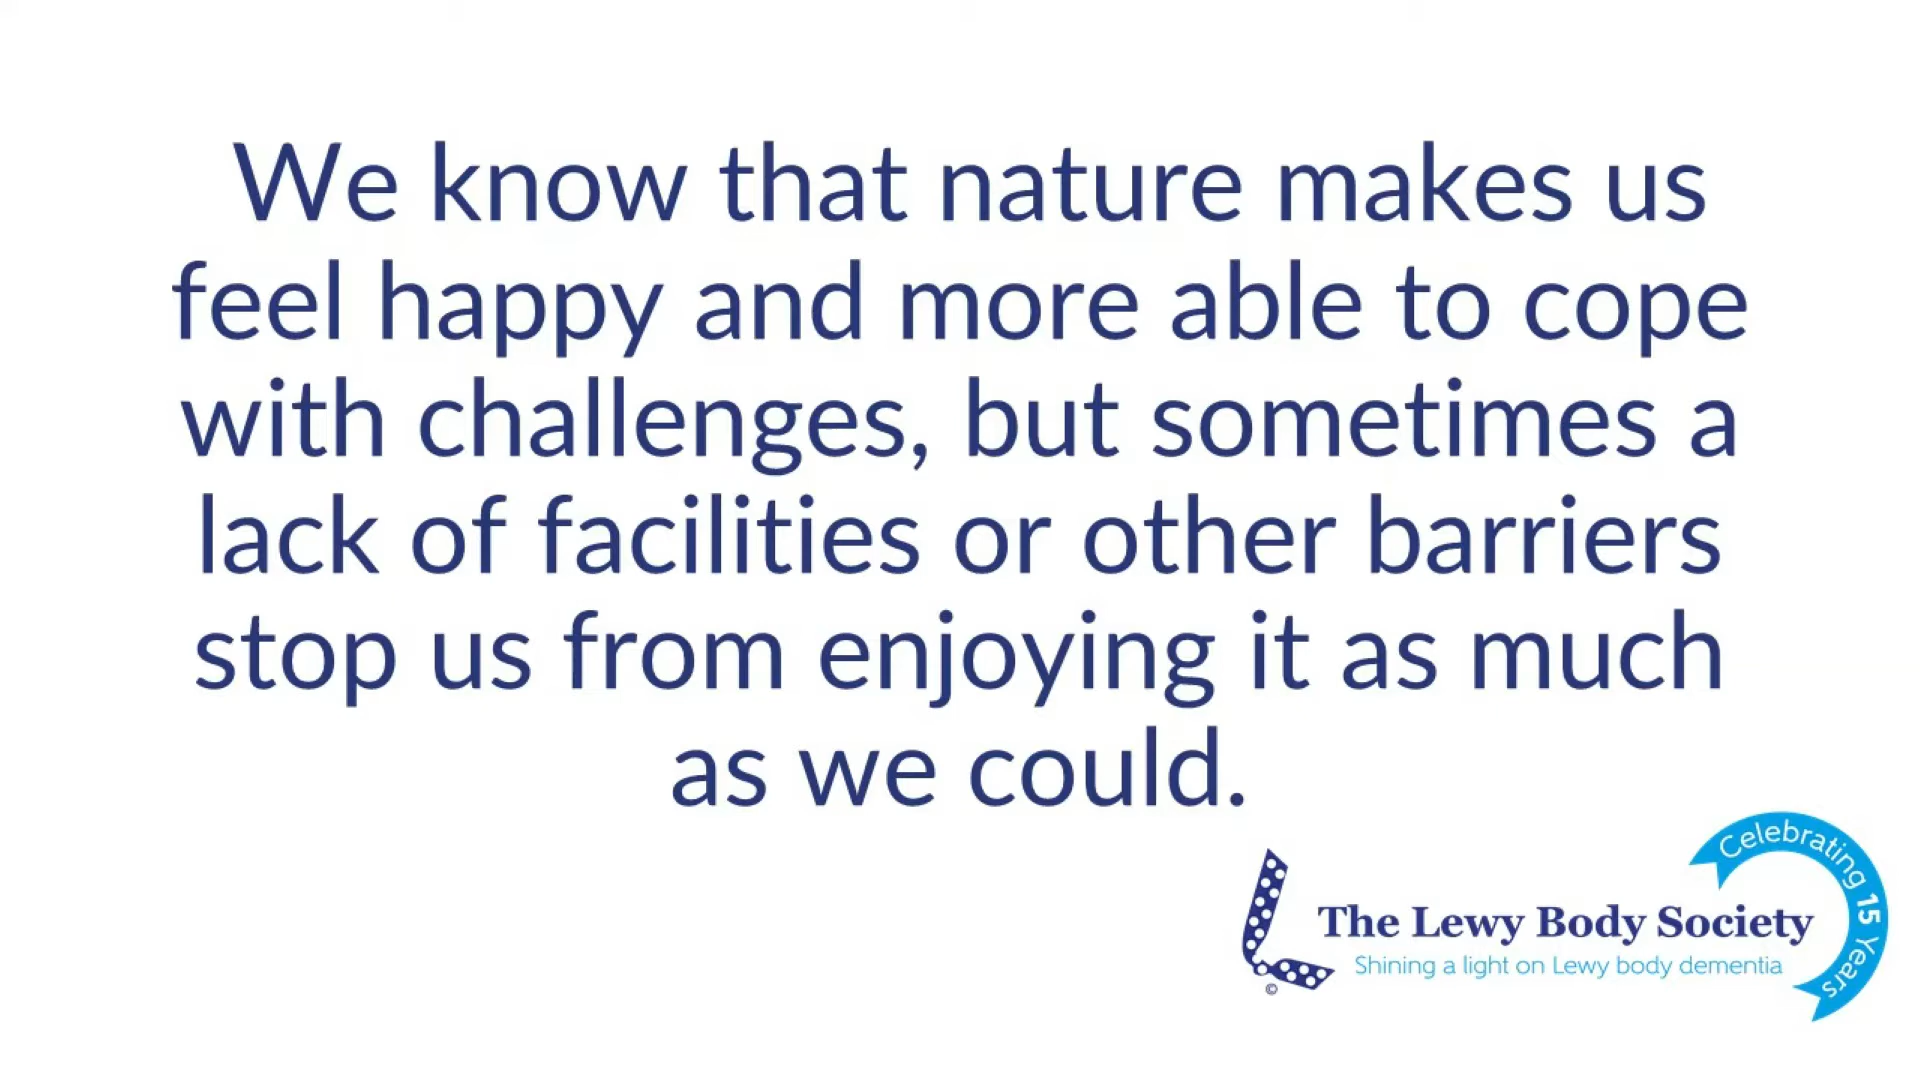 We know that nature makes us
feel happy and more able to cope
with challenges, but sometimes a
lack of facilities or other barriers
stop us from enjoying it as much
as we could.
Celebrating 15 Years
The Lewy Body Society
Shining a light on Lewy body dementia
©